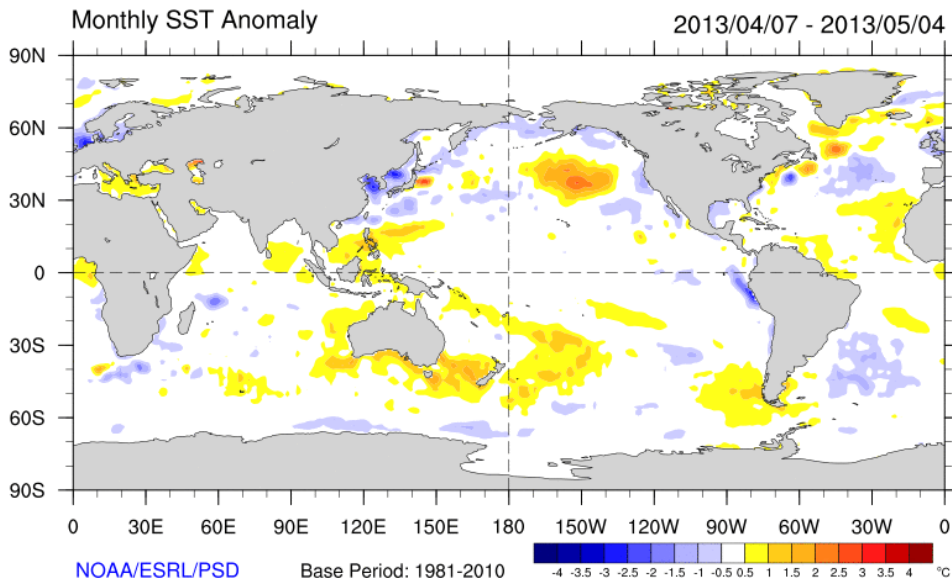 Monthly SST Anomaly 2013/04/07 - 2013/05/04
90N
60N
30N
0
30S
60S
90S
0 30E 60E 90E 120E 150E 180 150W 120W 90W 60W 30W 0
NOAA/ESRL/PSD Base Period: 1981-2010
-4 -3.5 -3 -2.5 -2 -1.5 -1 -0.5 0.5 1 1.5 2 2.5 3 3.5 4 °C